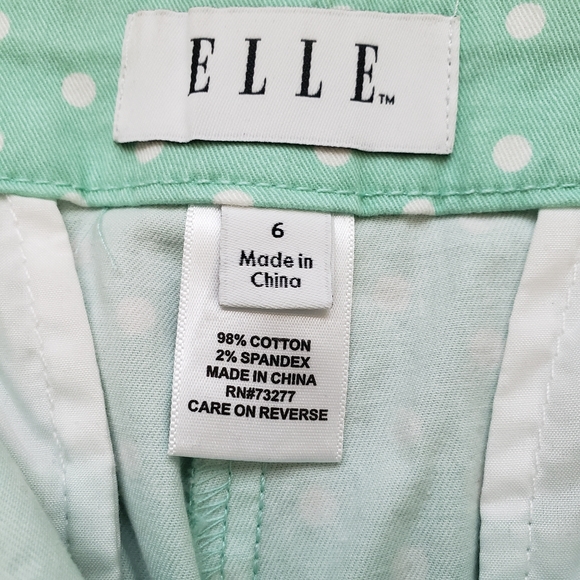 ELLE™
6
Made in
China
98% COTTON
2% SPANDEX
MADE IN CHINA
RN#73277
CARE ON REVERSE